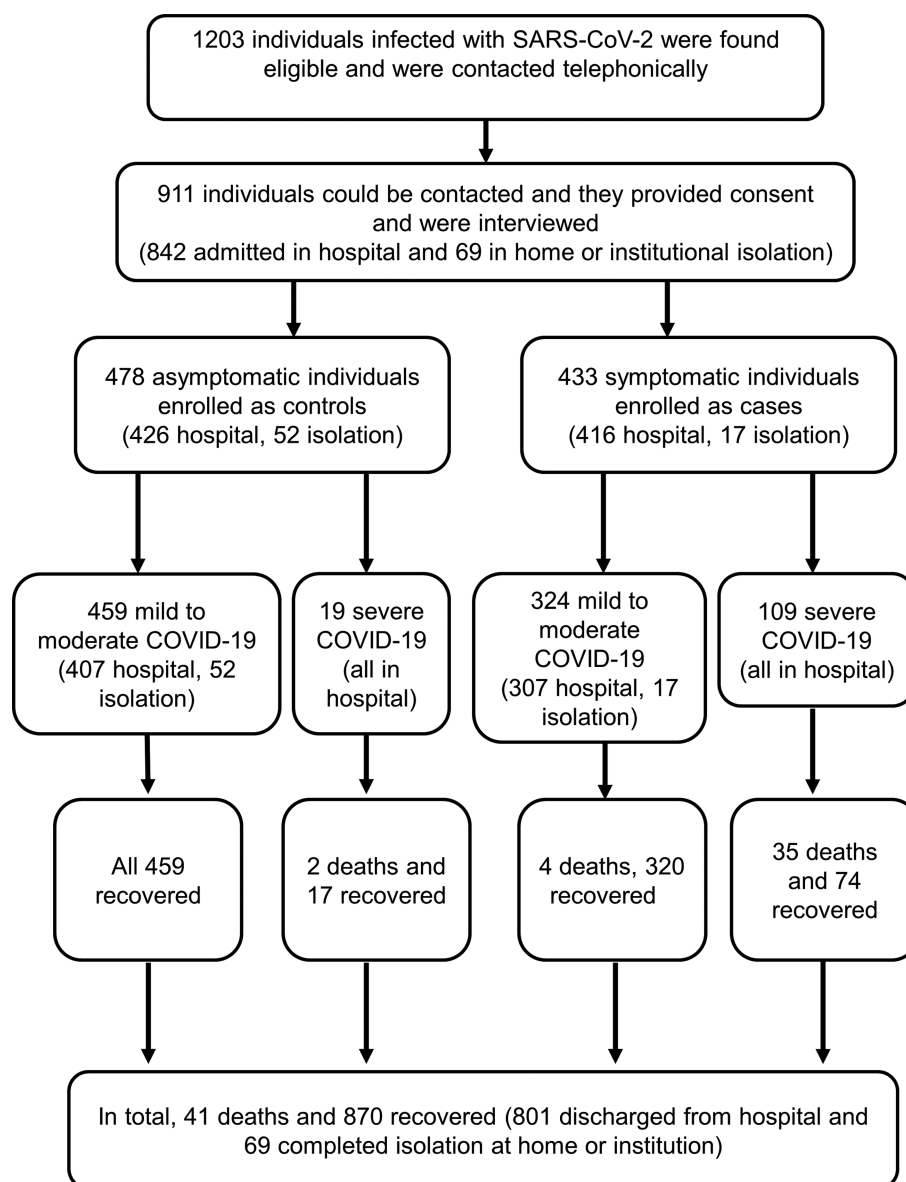 1203 individuals infected with SARS-CoV-2 were found
eligible and were contacted telephonically
911 individuals could be contacted and they provided consent
and were interviewed
(842 admitted in hospital and 69 in home or institutional isolation)
478 asymptomatic individuals
enrolled as controls
(426 hospital, 52 isolation)
433 symptomatic individuals
enrolled as cases
(416 hospital, 17 isolation)
459 mild to
moderate COVID-19
(407 hospital, 52
isolation)
19 severe
COVID-19
(all in
hospital)
324 mild to
moderate
COVID-19
(307 hospital, 17
isolation)
109 severe
COVID-19
(all in hospital)
All 459
recovered
2 deaths and
17 recovered
4 deaths, 320
recovered
35 deaths
and 74
recovered
In total, 41 deaths and 870 recovered (801 discharged from hospital and
69 completed isolation at home or institution)